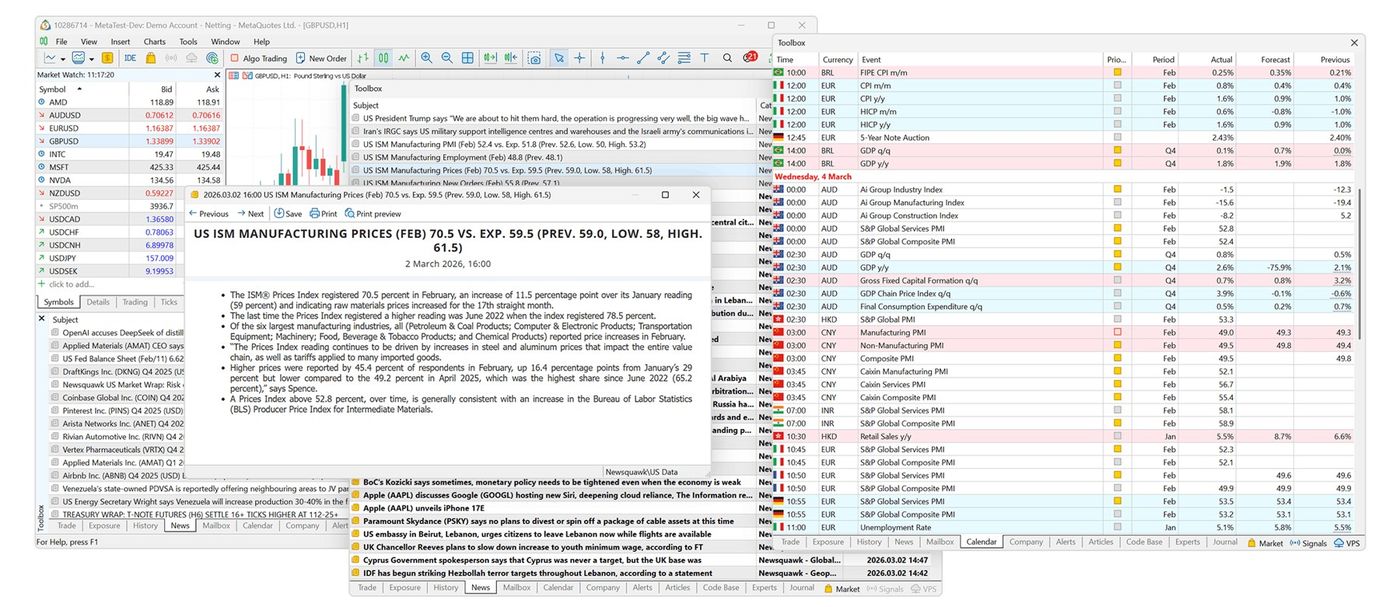 10286714 - MetaTest-Dev: Demo Account - Netting - MetaQuotes Ltd. - [GBPUSD,H1]
File View Insert Charts Tools Window Help
IDE Algo Trading New Order 21
Market Watch: 11:17:20
Symbol Bid Ask
AMD 118.89 118.91
AUDUSD 0.70612 0.70616
EURUSD 1.16387 1.16387
GBPUSD 1.33899 1.33902
INTC 19.47 19.48
MSFT 425.33 425.44
NVDA 134.56 134.58
NZDUSD 0.59227
SP500m 3936.7
USDCAD 1.36580
USDCHF 0.78063
USDCNH 6.89978
USDJPY 157.009
USDSEK 9.19953
click to add...
Symbols Details Trading Ticks
GBPUSD, H1: Pound Sterling vs US Dollar
Subject
OpenAI accuses DeepSeek of distill
Applied Materials (AMAT) CEO says
US Fed Balance Sheet (Feb/11) 6.62
DraftKings Inc. (DKNG) Q4 2025 (US
Newsquawk US Market Wrap: Risk
Coinbase Global Inc. (COIN) Q4 202
Pinterest Inc. (PINS) Q4 2025 (USD)
Arista Networks Inc. (ANET) Q4 202
Rivian Automotive Inc. (RIVN) Q4 20
Vertex Pharmaceuticals (VRTX) Q4 2
Applied Materials Inc. (AMAT) Q1 2
Airbnb Inc. (ABNB) Q4 2025 (USD)
Venezuela's state-owned PDVSA is reportedly offering neighbouring areas to JV par
US Energy Secretary Wright says Venezuela will increase production 30-40% in the f
TREASURY WRAP: T-NOTE FUTURES (H6) SETTLE 16+ TICKS HIGHER AT 112-25+
Toolbox
Trade Exposure History News Mailbox Calendar Company Alert
For Help, press F1
Toolbox
Subject Cat
US President Trump says "We are about to hit them hard, the operation is progressing very well, the big wave h... New
Iran's IRGC says US military support intelligence centres and warehouses and the Israeli army's communications i... New
US ISM Manufacturing PMI (Feb) 52.4 vs. Exp. 51.8 (Prev. 52.6, Low. 50, High. 53.2) New
US ISM Manufacturing Employment (Feb) 48.8 (Prev. 48.1) New
US ISM Manufacturing Prices (Feb) 70.5 vs. Exp. 59.5 (Prev. 59.0, Low. 58, High. 61.5) New
US ISM Manufacturing New Orders (Feb) 55.8 (Prev. 57.1) New
central cit...
in Leban...
bution du...
Al Arabiya
rbitration...
Russia ha...
ards and e...
anding p...
BoC's Kozicki says sometimes, monetary policy needs to be tightened even when the economy is weak
Apple (AAPL) discusses Google (GOOGL) hosting new Siri, deepening cloud reliance, The Information re...
Apple (AAPL) unveils iPhone 17E
Paramount Skydance (PSKY) says no plans to divest or spin off a package of cable assets at this time
US embassy in Beirut, Lebanon, urges citizens to leave Lebanon now while flights are available
UK Chancellor Reeves plans to slow down increase to youth minimum wage, according to FT
Cyprus Government spokesperson says that Cyprus was never a target, but the UK base was Newsquawk - Global... 2026.03.02 14:47
IDF has begun striking Hezbollah terror targets throughout Lebanon, according to a statement Newsquawk - Geop... 2026.03.02 14:42
Trade Exposure History News Mailbox Calendar Company Alerts Articles Code Base Experts Journal Market Signals VPS
2026.03.02 16:00 US ISM Manufacturing Prices (Feb) 70.5 vs. Exp. 59.5 (Prev. 59.0, Low. 58, High. 61.5)
Previous Next Save Print Print preview
US ISM MANUFACTURING PRICES (FEB) 70.5 VS. EXP. 59.5 (PREV. 59.0, LOW. 58, HIGH.
61.5)
2 March 2026, 16:00
• The ISM® Prices Index registered 70.5 percent in February, an increase of 11.5 percentage point over its January reading
(59 percent) and indicating raw materials prices increased for the 17th straight month.
• The last time the Prices Index registered a higher reading was June 2022 when the index registered 78.5 percent.
• Of the six largest manufacturing industries, all (Petroleum & Coal Products; Computer & Electronic Products; Transportation
Equipment; Machinery; Food, Beverage & Tobacco Products; and Chemical Products) reported price increases in February.
• "The Prices Index reading continues to be driven by increases in steel and aluminum prices that impact the entire value
chain, as well as tariffs applied to many imported goods.
• Higher prices were reported by 45.4 percent of respondents in February, up 16.4 percentage points from January's 29
percent but lower compared to the 49.2 percent in April 2025, which was the highest share since June 2022 (65.2
percent)," says Spence.
• A Prices Index above 52.8 percent, over time, is generally consistent with an increase in the Bureau of Labor Statistics
(BLS) Producer Price Index for Intermediate Materials.
Newsquawk\US Data
Toolbox
Time Currency Event Prio... Period Actual Forecast Previous
10:00 BRL FIPE CPI m/m Feb 0.25% 0.35% 0.21%
12:00 EUR CPI m/m Feb 0.8% 0.4% 0.4%
12:00 EUR CPI y/y Feb 1.6% 0.9% 1.0%
12:00 EUR HICP m/m Feb 0.6% -0.8% -1.0%
12:00 EUR HICP y/y Feb 1.6% 0.9% 1.0%
12:45 EUR 5-Year Note Auction 2.43% 2.40%
14:00 BRL GDP q/q Q4 0.1% 0.7% 0.0%
14:00 BRL GDP y/y Q4 1.8% 1.9% 1.8%
Wednesday, 4 March
00:00 AUD Ai Group Industry Index Feb -1.5 -12.3
00:00 AUD Ai Group Manufacturing Index Feb -15.6 -19.4
00:00 AUD Ai Group Construction Index Feb -8.2 5.2
00:00 AUD S&P Global Services PMI Feb 52.8
00:00 AUD S&P Global Composite PMI Feb 52.4
02:30 AUD GDP q/q Q4 0.8% 0.5%
02:30 AUD GDP y/y Q4 2.6% -75.9% 2.1%
02:30 AUD Gross Fixed Capital Formation q/q Q4 0.7% 0.8% 3.2%
02:30 AUD GDP Chain Price Index q/q Q4 3.9% -0.1% -0.6%
02:30 AUD Final Consumption Expenditure q/q Q4 0.5% 0.2% 0.7%
02:30 HKD S&P Global PMI Feb 53.3
03:00 CNY Manufacturing PMI Feb 49.0 49.3 49.3
03:00 CNY Non-Manufacturing PMI Feb 49.5 49.8 49.4
03:00 CNY Composite PMI Feb 49.5 49.8
03:45 CNY Caixin Manufacturing PMI Feb 52.1
03:45 CNY Caixin Services PMI Feb 56.7
03:45 CNY Caixin Composite PMI Feb 55.4
07:00 INR S&P Global Services PMI Feb 58.1
07:00 INR S&P Global Composite PMI Feb 58.9
10:30 HKD Retail Sales y/y Jan 5.5% 8.7% 6.6%
10:45 EUR S&P Global Services PMI Feb 52.3
10:45 EUR S&P Global Composite PMI Feb 52.1
10:50 EUR S&P Global Services PMI Feb 49.6 49.6
10:50 EUR S&P Global Composite PMI Feb 49.9 49.9 49.9
10:55 EUR S&P Global Services PMI Feb 53.5 53.4 53.4
10:55 EUR S&P Global Composite PMI Feb 53.2 53.1 53.1
11:00 EUR Unemployment Rate Jan 5.1% 5.8% 5.5%
Trade Exposure History News Mailbox Calendar Company Alerts Articles Code Base Experts Journal Market Signals VPS